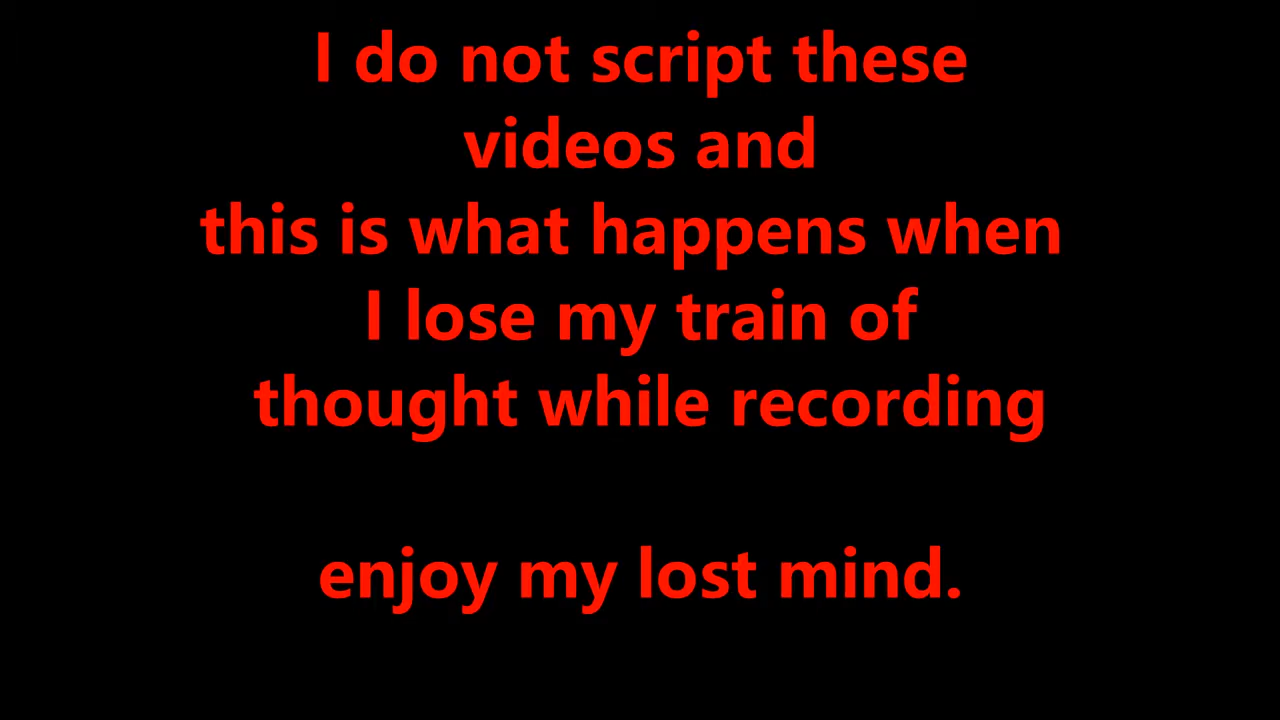 I do not script these
videos and
this is what happens when
I lose my train of
thought while recording
enjoy my lost mind.